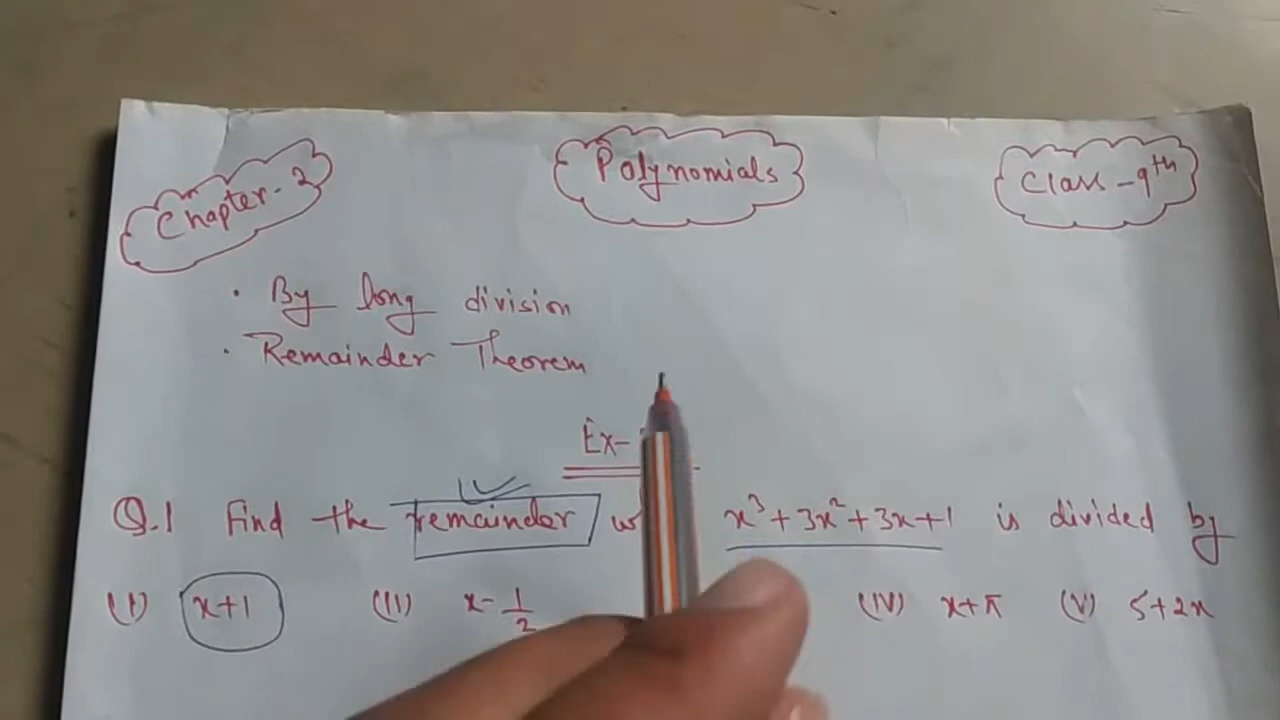 Chapter-2
Polynomials
Class-9th
• By long division
• Remainder Theorem
Ex-
Q.1 Find the remainder x³+3x²+3x+1 is divided by
(I) x+1 (II) x-1/2 (IV) x+π (V) 5+2x